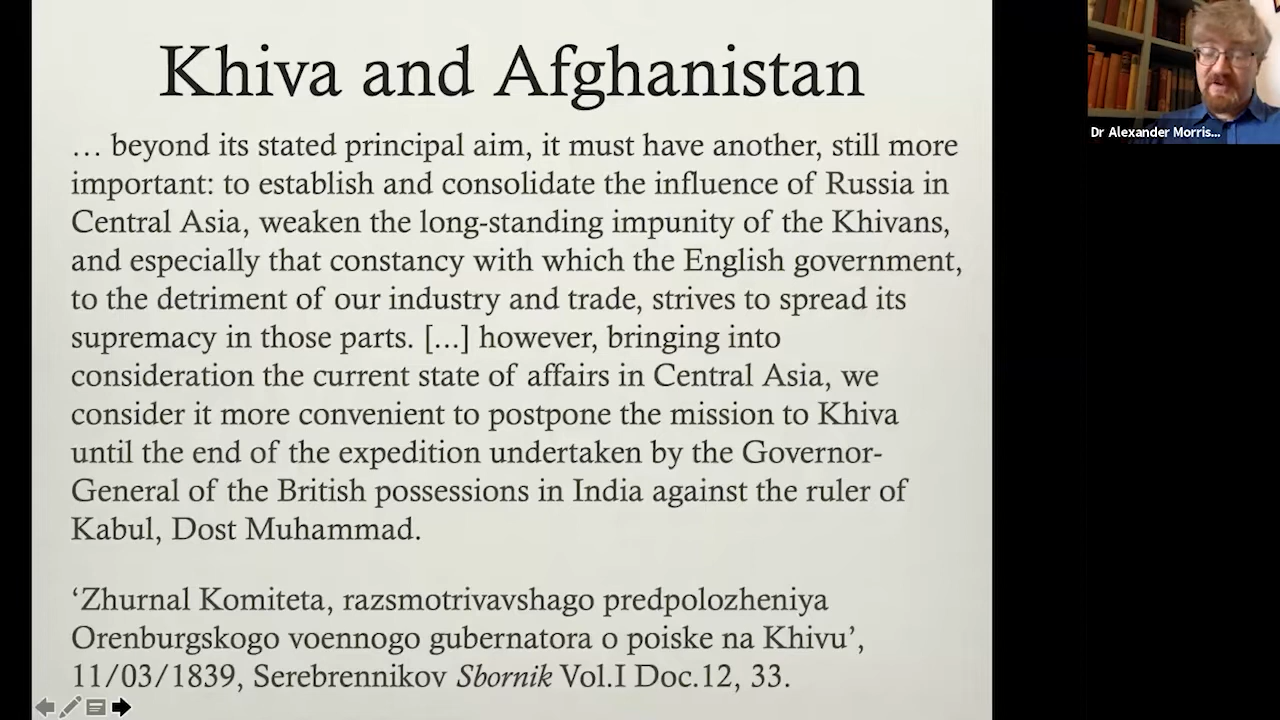 Khiva and Afghanistan
… beyond its stated principal aim, it must have another, still more
important: to establish and consolidate the influence of Russia in
Central Asia, weaken the long-standing impunity of the Khivans,
and especially that constancy with which the English government,
to the detriment of our industry and trade, strives to spread its
supremacy in those parts. […] however, bringing into
consideration the current state of affairs in Central Asia, we
consider it more convenient to postpone the mission to Khiva
until the end of the expedition undertaken by the Governor-
General of the British possessions in India against the ruler of
Kabul, Dost Muhammad.
‘Zhurnal Komiteta, razsmotrivavshago predpolozheniya
Orenburgskogo voennogo gubernatora o poiske na Khivu’,
11/03/1839, Serebrennikov Sbornik Vol.I Doc.12, 33.
Dr Alexander Morris...